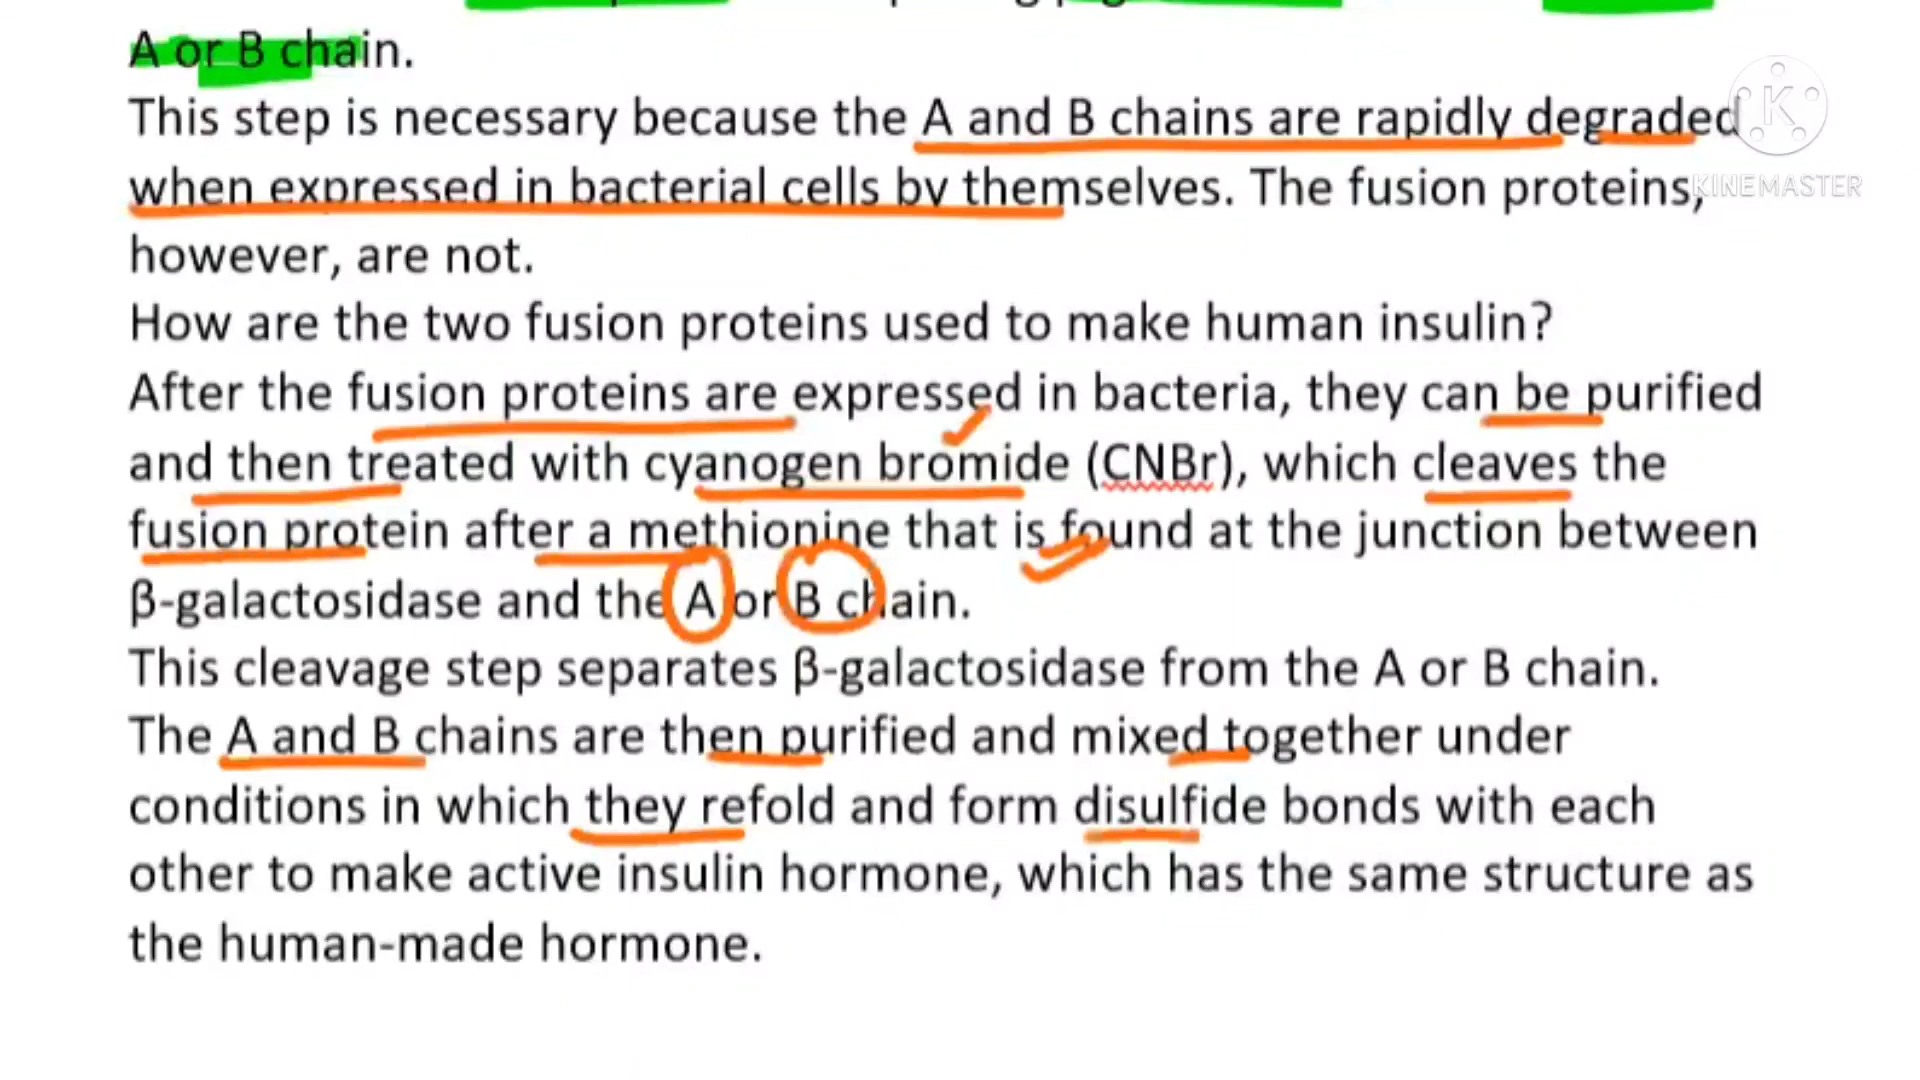 A or B chain.
This step is necessary because the A and B chains are rapidly degraded
when expressed in bacterial cells by themselves. The fusion proteins,
however, are not.
How are the two fusion proteins used to make human insulin?
After the fusion proteins are expressed in bacteria, they can be purified
and then treated with cyanogen bromide (CNBr), which cleaves the
fusion protein after a methionine that is found at the junction between
β-galactosidase and the A or B chain.
This cleavage step separates β-galactosidase from the A or B chain.
The A and B chains are then purified and mixed together under
conditions in which they refold and form disulfide bonds with each
other to make active insulin hormone, which has the same structure as
the human-made hormone.
K
KINEMASTER